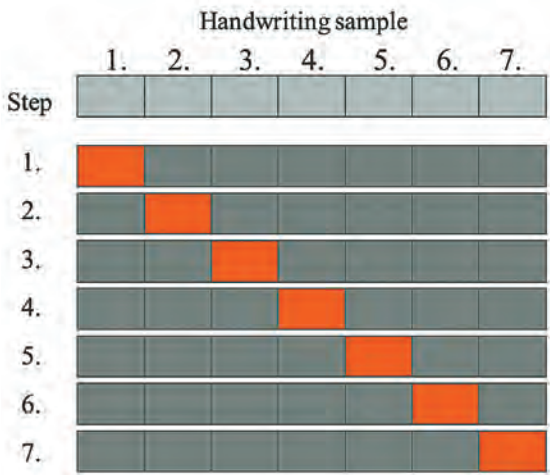 Handwriting sample
1. 2. 3. 4. 5. 6. 7.
Step
1.
2.
3.
4.
5.
6.
7.